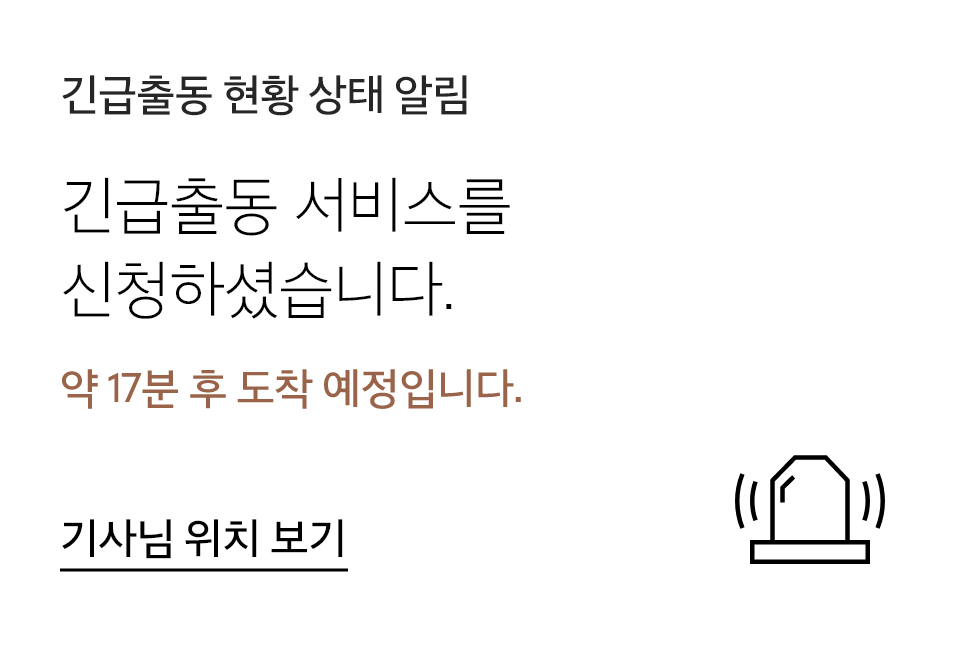 긴급출동 현황 상태 알림
긴급출동 서비스를
신청하셨습니다.
약 17분 후 도착 예정입니다.
기사님 위치 보기